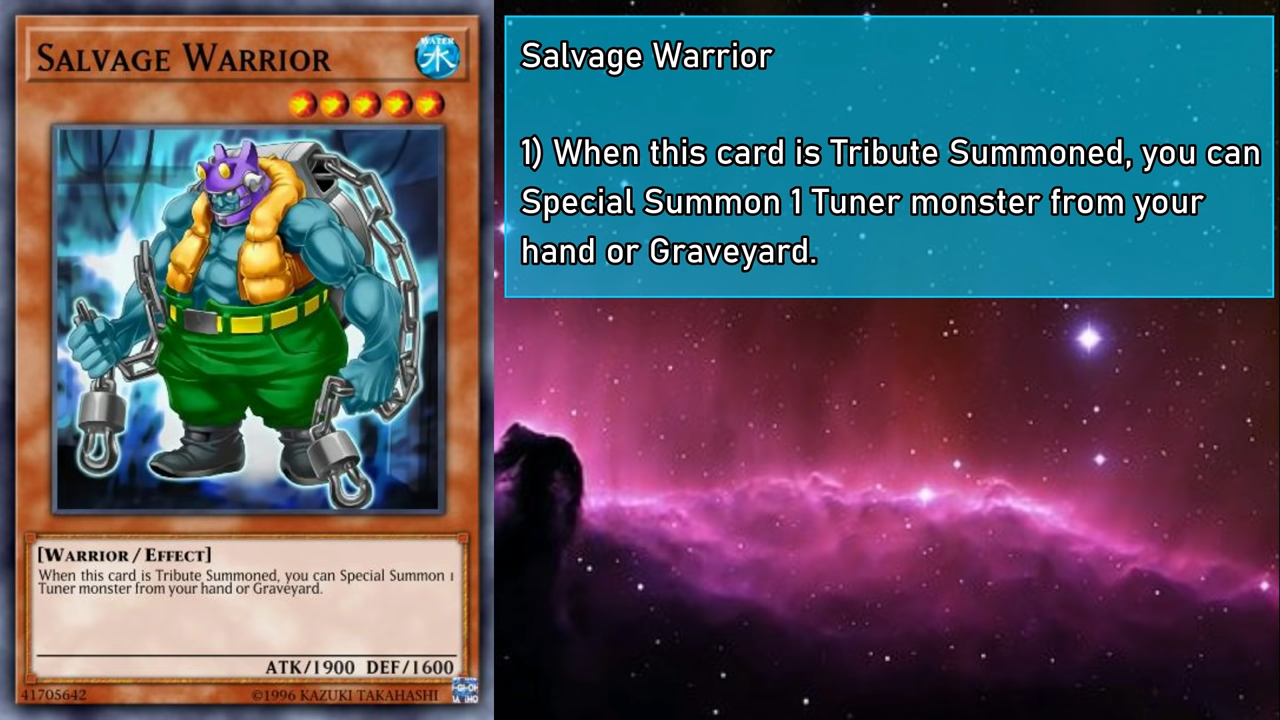 SALVAGE WARRIOR
WATER
水
[WARRIOR / EFFECT]
When this card is Tribute Summoned, you can Special Summon 1
Tuner monster from your hand or Graveyard.
ATK/1900 DEF/1600
41705642
©1996 KAZUKI TAKAHASHI
Salvage Warrior
1) When this card is Tribute Summoned, you can
Special Summon 1 Tuner monster from your
hand or Graveyard.